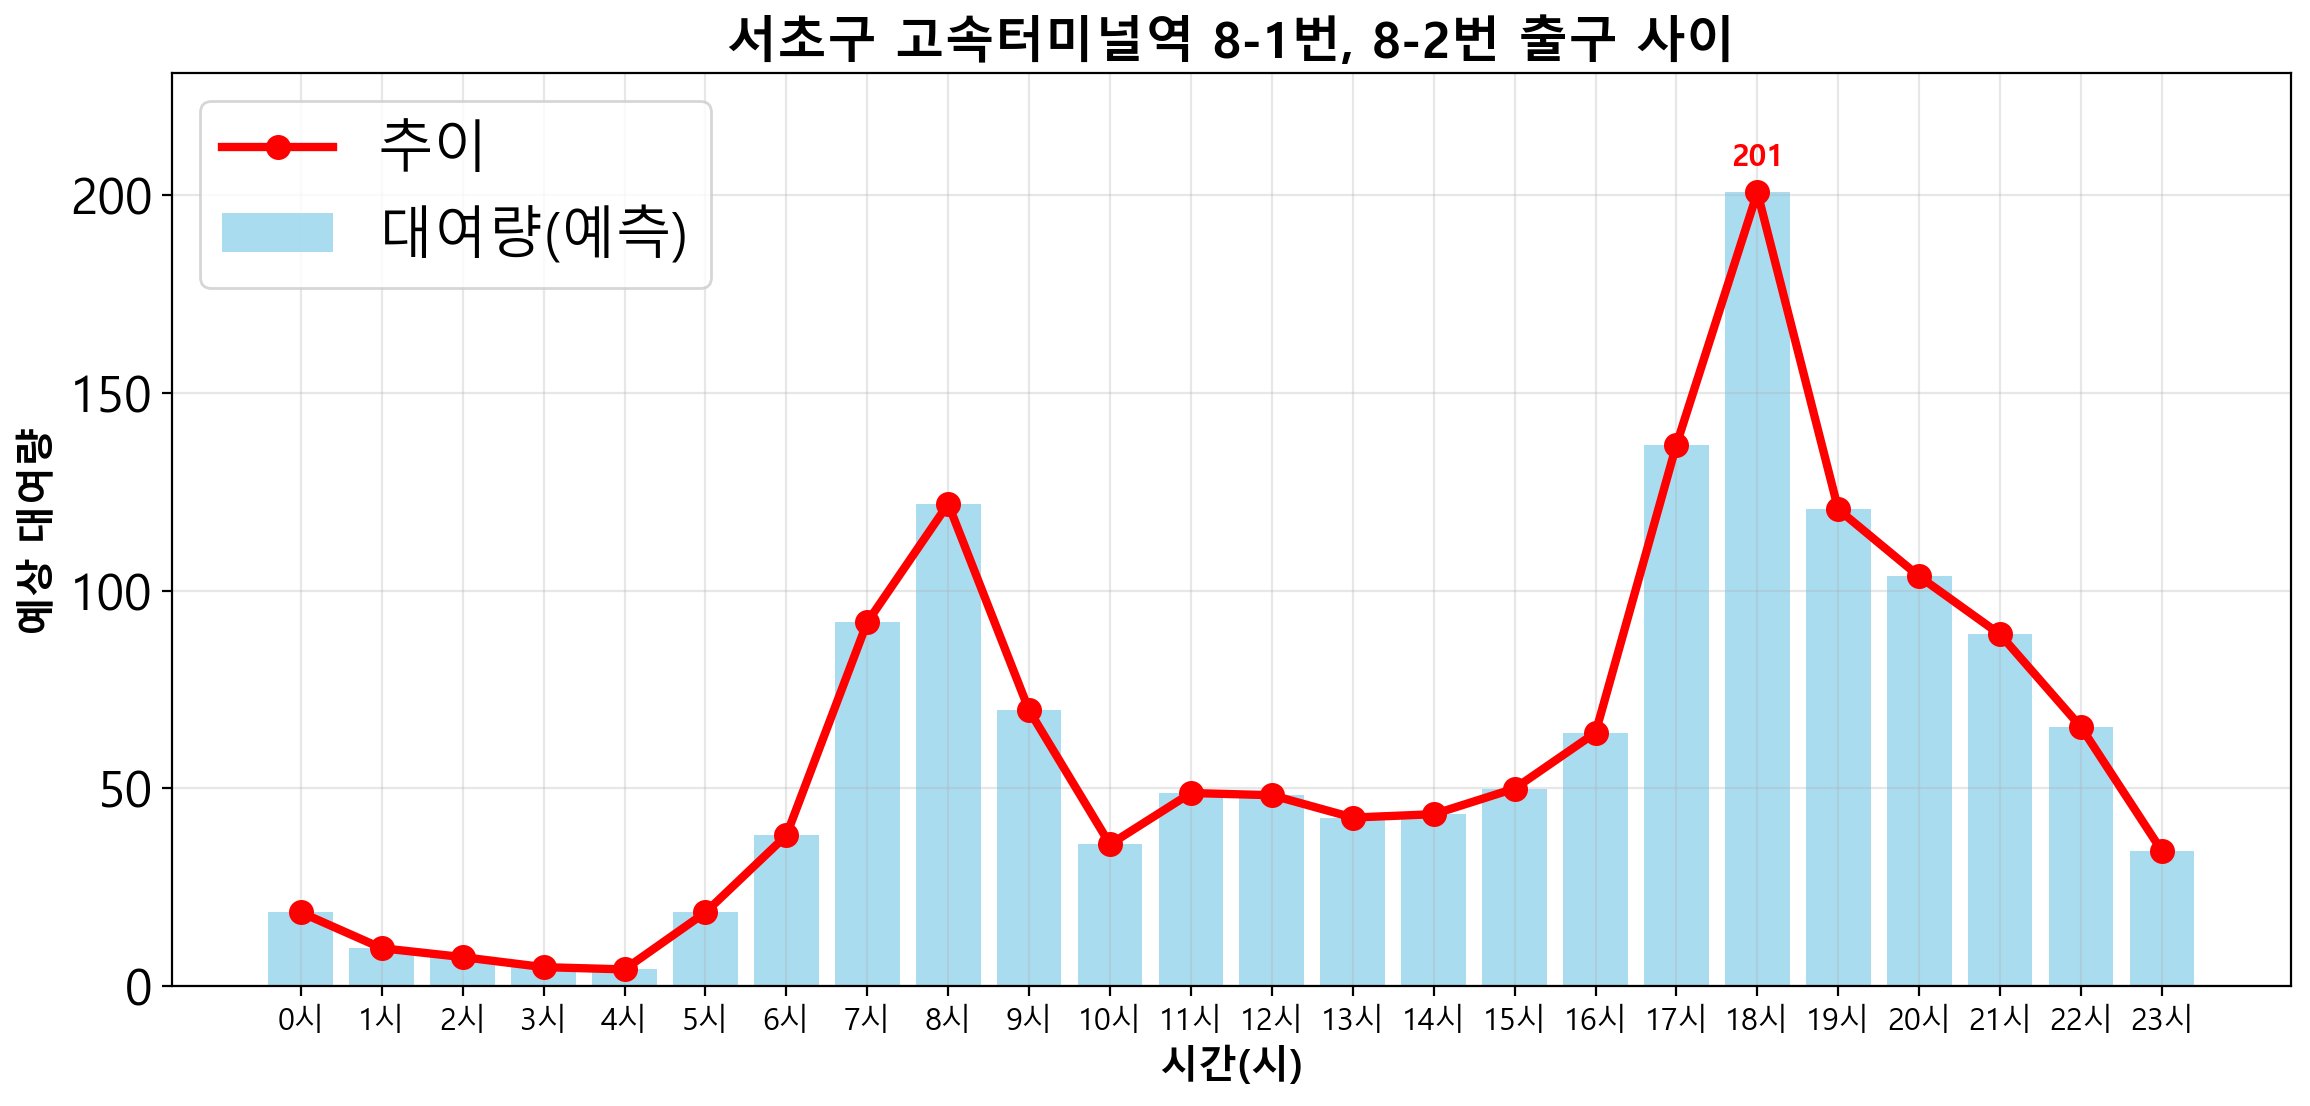 서초구 고속터미널역 8-1번, 8-2번 출구 사이
추이
대여량(예측)
201
예상 대여량
200
150
100
50
0
0시 1시 2시 3시 4시 5시 6시 7시 8시 9시 10시 11시 12시 13시 14시 15시 16시 17시 18시 19시 20시 21시 22시 23시
시간(시)